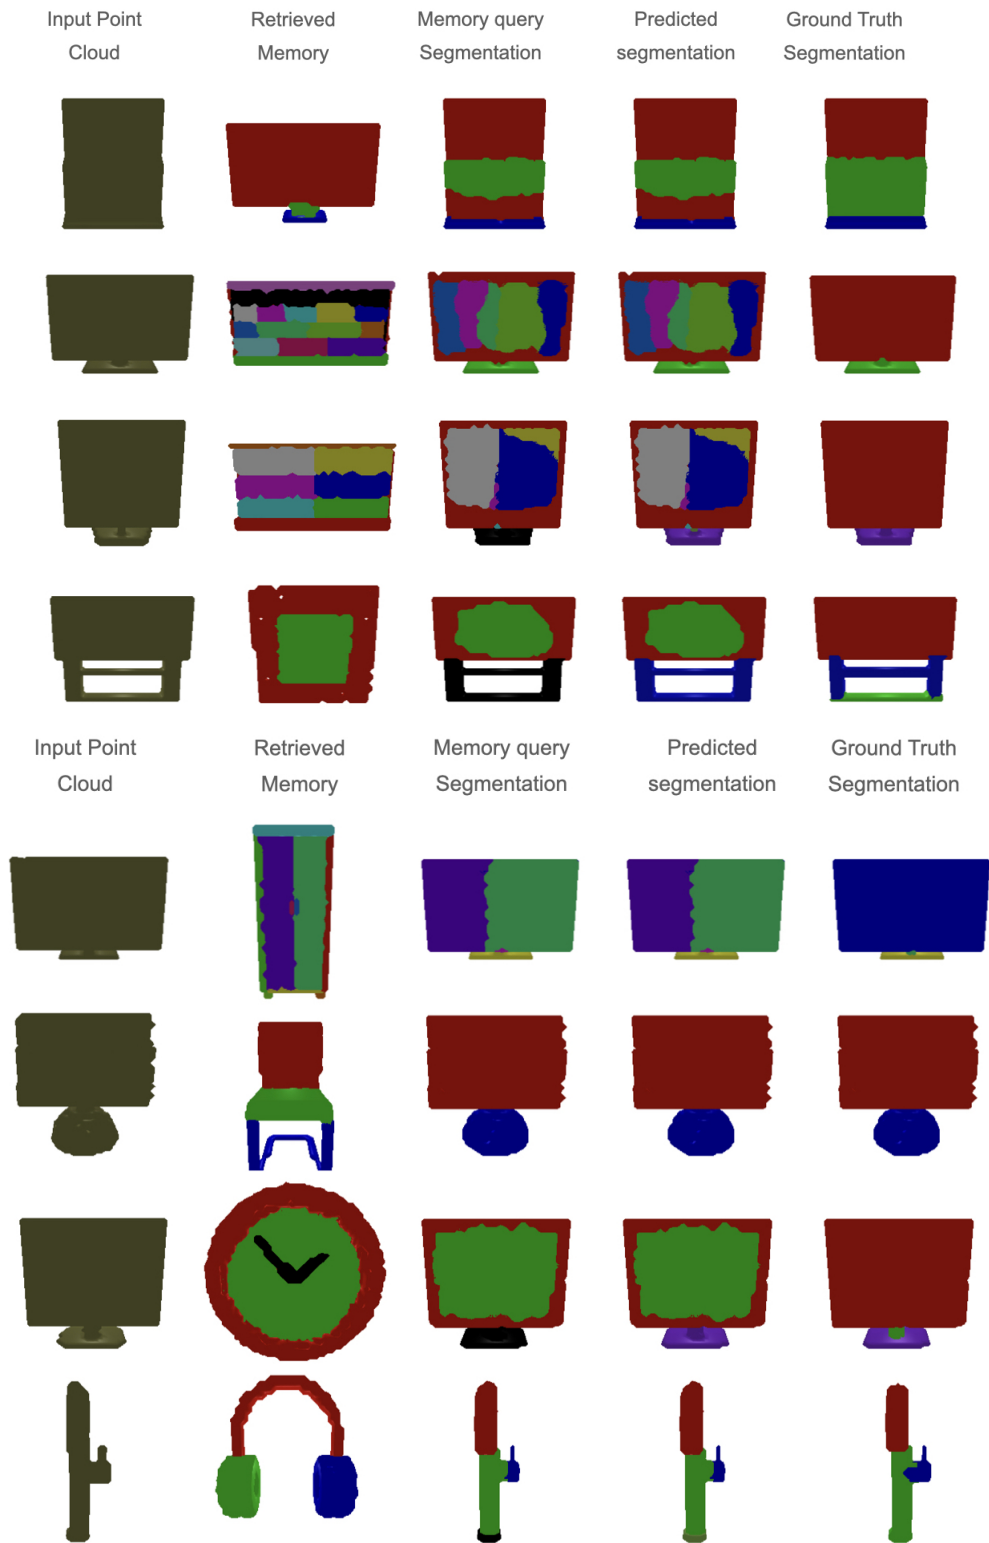 Input Point Retrieved Memory query Predicted Ground Truth
Cloud Memory Segmentation segmentation Segmentation
Input Point Retrieved Memory query Predicted Ground Truth
Cloud Memory Segmentation segmentation Segmentation